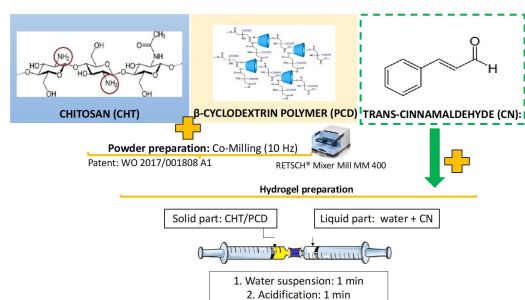 CHITOSAN (CHT)
β-CYCLODEXTRIN POLYMER (PCD)
TRANS-CINNAMALDEHYDE (CN):
Powder preparation: Co-Milling (10 Hz)
Patent: WO 2017/001808 A1
RETSCH® Mixer Mill MM 400
Hydrogel preparation
Solid part: CHT/PCD
Liquid part: water + CN
1. Water suspension: 1 min
2. Acidification: 1 min